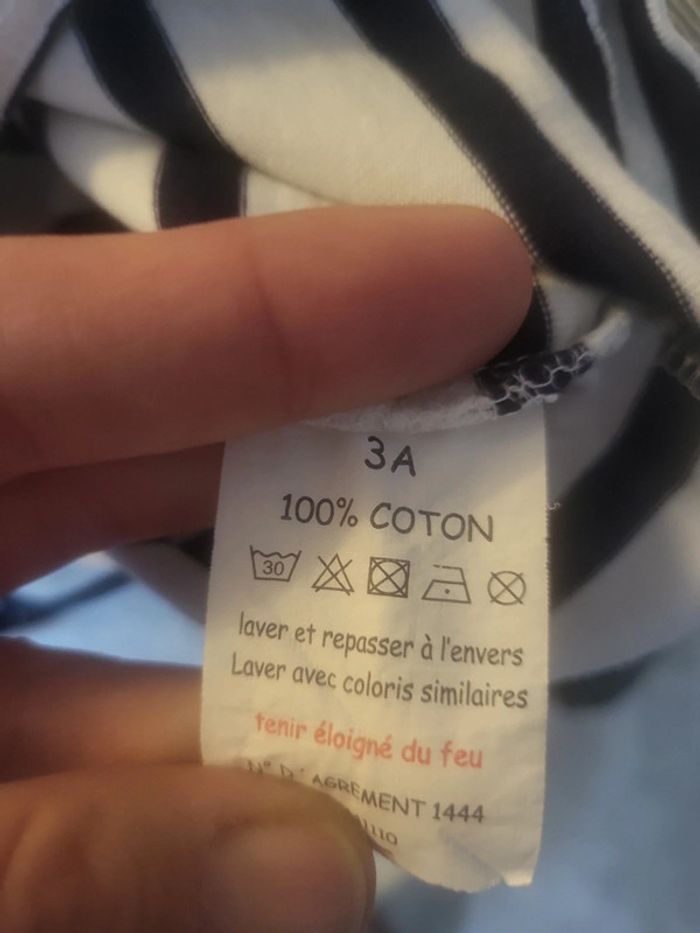 3A
100% COTON
30
laver et repasser à l'envers
Laver avec coloris similaires
tenir éloigné du feu
N° D'AGREMENT 1444